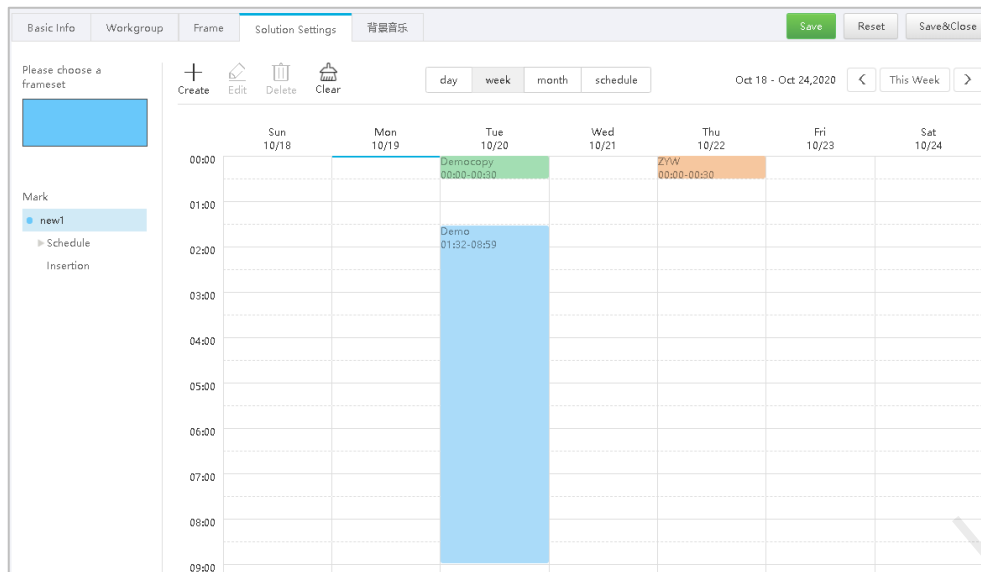 Basic Info Workgroup Frame Solution Settings 背景音乐 Save Reset Save&Close
Please choose a
frameset
Create Edit Delete Clear day week month schedule Oct 18 - Oct 24,2020 This Week
Sun Mon Tue Wed Thu Fri Sat
10/18 10/19 10/20 10/21 10/22 10/23 10/24
00:00
Democopy
00:00-00:30
ZYW
00:00-00:30
Mark
new1
Schedule
Insertion
01:00
Demo
01:32-08:59
02:00
03:00
04:00
05:00
06:00
07:00
08:00
09:00